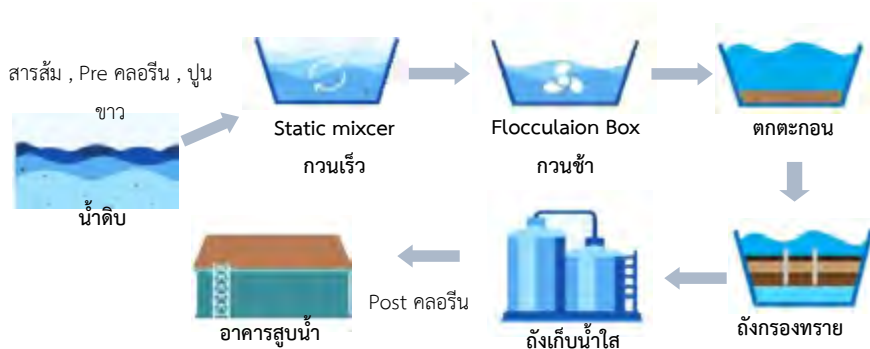 สารส้ม , Pre คลอรีน , ปูน
ขาว
น้ำดิบ
Static mixcer
กวนเร็ว
Flocculaion Box
กวนช้า
ตกตะกอน
ถังกรองทราย
ถังเก็บน้ำใส
Post คลอรีน
อาคารสูบน้ำ